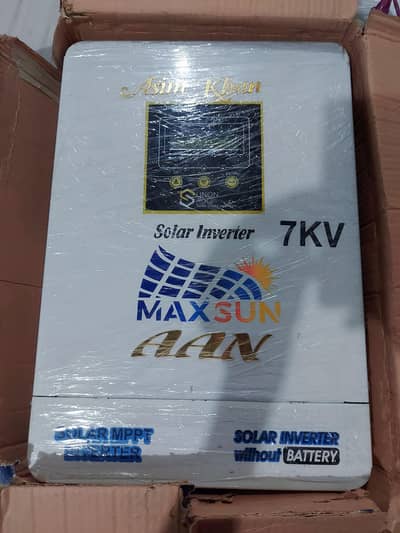 Asim Khan
Solar Inverter 7KV
MAXSUN
AAN
SOLAR MPPT
INVERTER
SOLAR INVERTER
without BATTERY